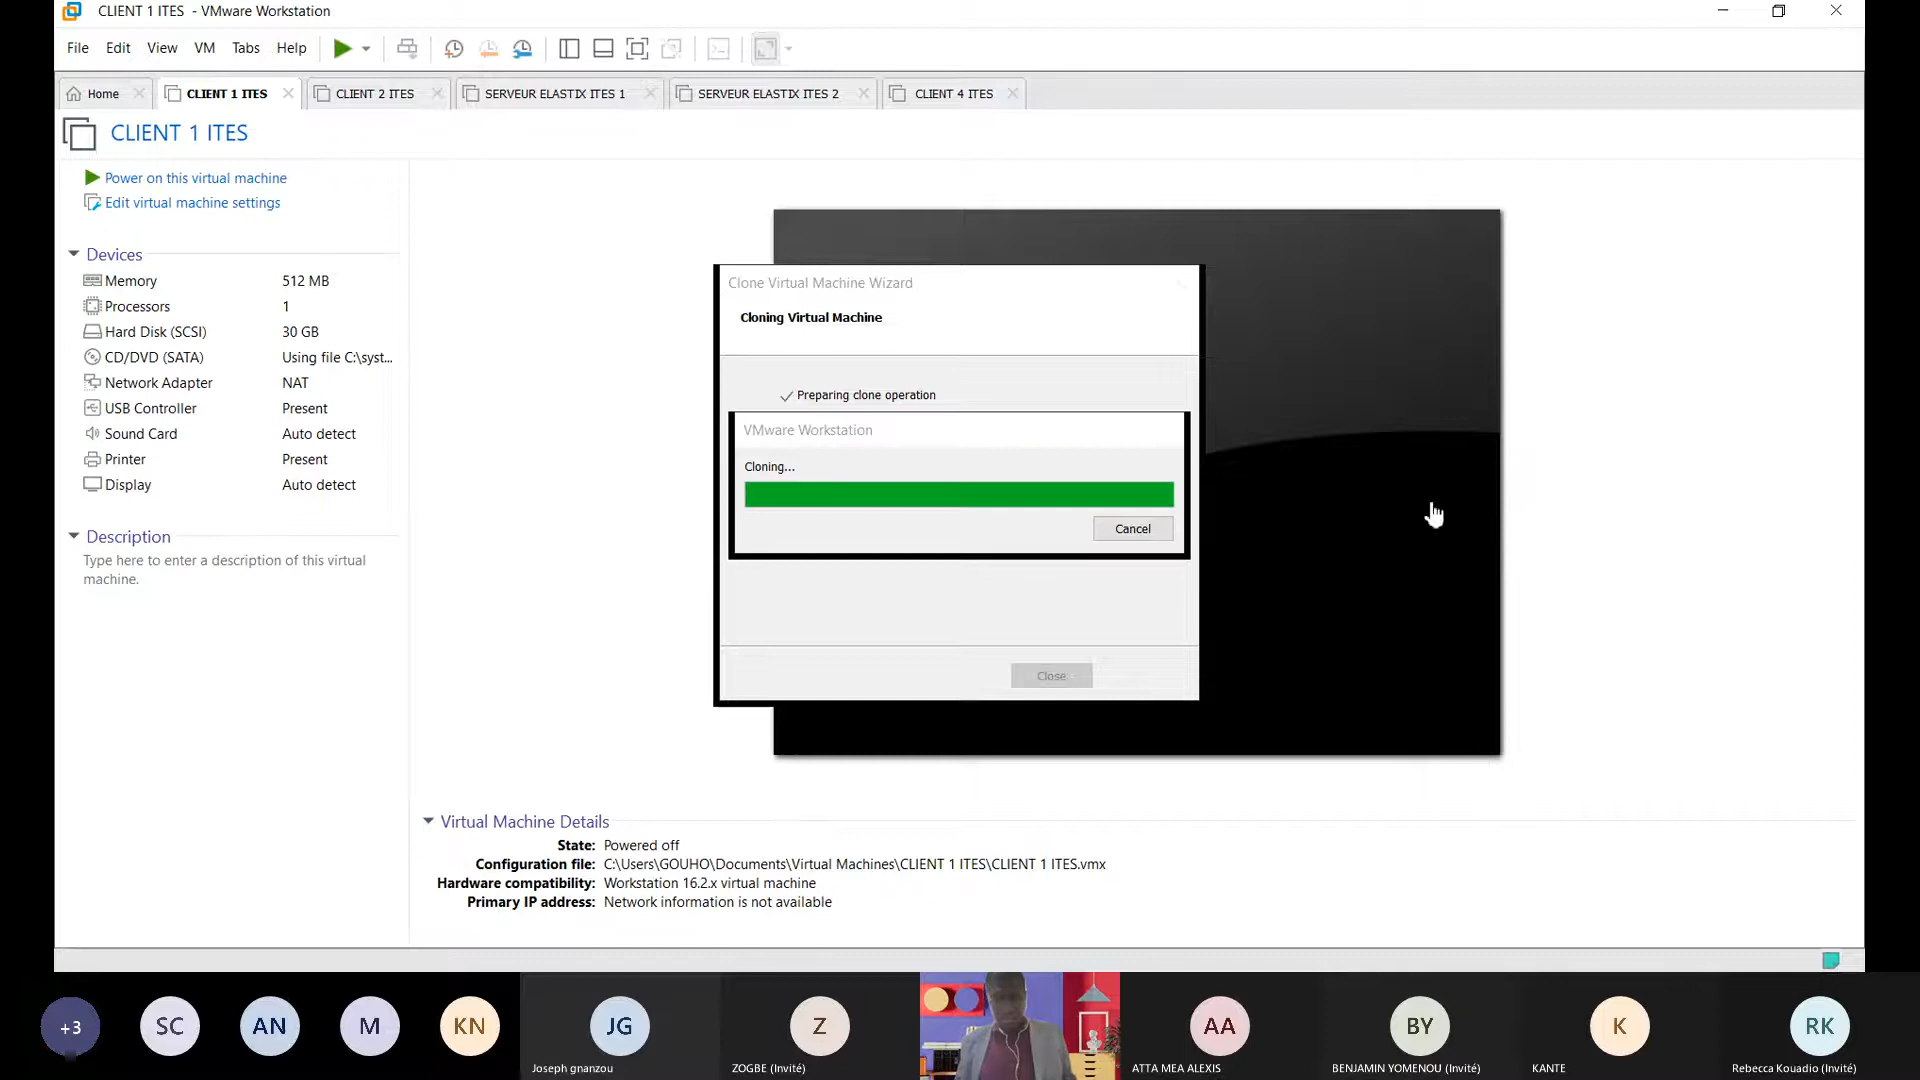 CLIENT 1 ITES - VMware Workstation
File Edit View VM Tabs Help
Home CLIENT 1 ITES CLIENT 2 ITES SERVEUR ELASTIX ITES 1 SERVEUR ELASTIX ITES 2 CLIENT 4 ITES
CLIENT 1 ITES
Power on this virtual machine
Edit virtual machine settings
Devices
Memory 512 MB
Processors 1
Hard Disk (SCSI) 30 GB
CD/DVD (SATA) Using file C:\syst...
Network Adapter NAT
USB Controller Present
Sound Card Auto detect
Printer Present
Display Auto detect
Description
Type here to enter a description of this virtual
machine.
Clone Virtual Machine Wizard
Cloning Virtual Machine
Preparing clone operation
VMware Workstation
Cloning...
Cancel
Close
Virtual Machine Details
State: Powered off
Configuration file: C:\Users\GOUHO\Documents\Virtual Machines\CLIENT 1 ITES\CLIENT 1 ITES.vmx
Hardware compatibility: Workstation 16.2.x virtual machine
Primary IP address: Network information is not available
+3 SC AN M KN JG Z AA BY K RK
Joseph gnanzou ZOGBE (Invité) ATTA MEA ALEXIS BENJAMIN YOMENOU (Invité) KANTE Rebecca Kouadio (Invité)